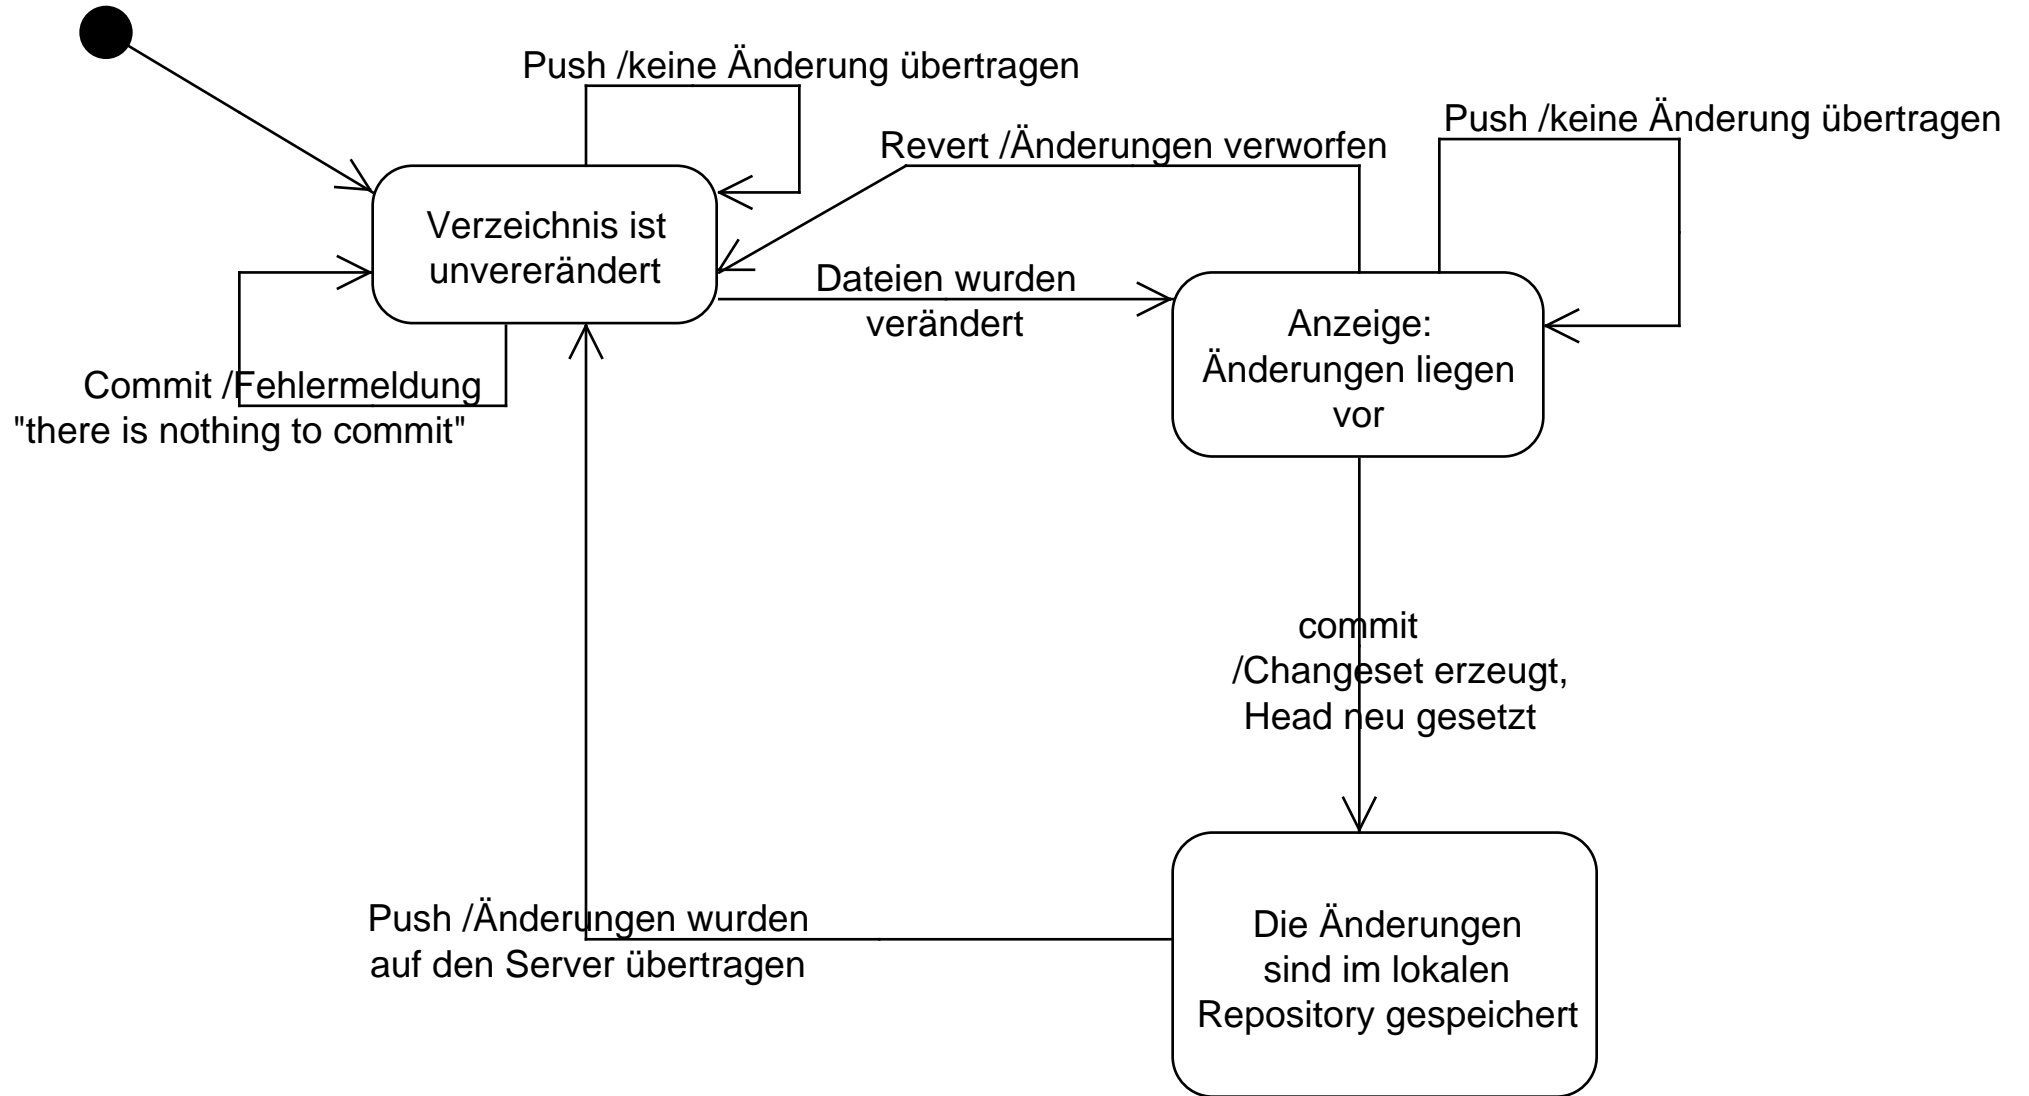 Push /keine Änderung übertragen
Push /keine Änderung übertragen
Revert /Änderungen verworfen
Verzeichnis ist
unvererändert
Dateien wurden
verändert
Anzeige:
Änderungen liegen
vor
Commit /Fehlermeldung
"there is nothing to commit"
commit
/Changeset erzeugt,
Head neu gesetzt
Push /Änderungen wurden
auf den Server übertragen
Die Änderungen
sind im lokalen
Repository gespeichert